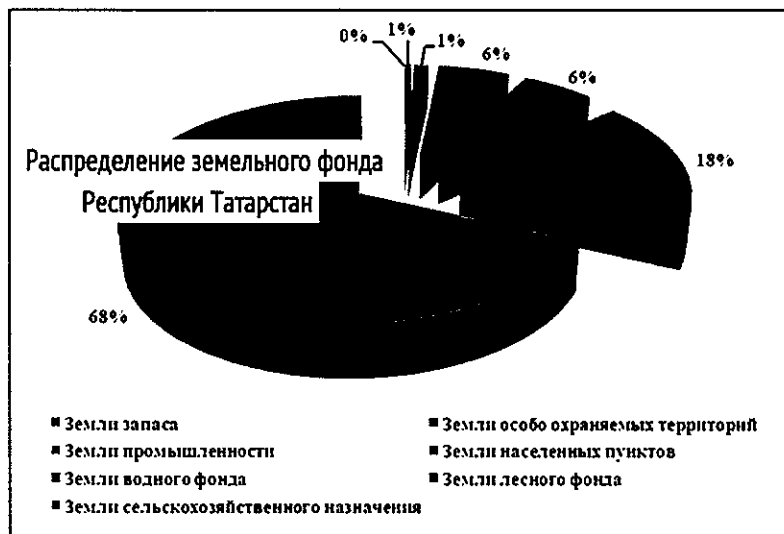 0%
1%
1%
6%
6%
18%
Распределение земельного фонда
Республики Татарстан
68%
Земли запаса
Земли особо охраняемых территорий
Земли промышленности
Земли населенных пунктов
Земли водного фонда
Земли лесного фонда
Земли сельскохозяйственного назначения